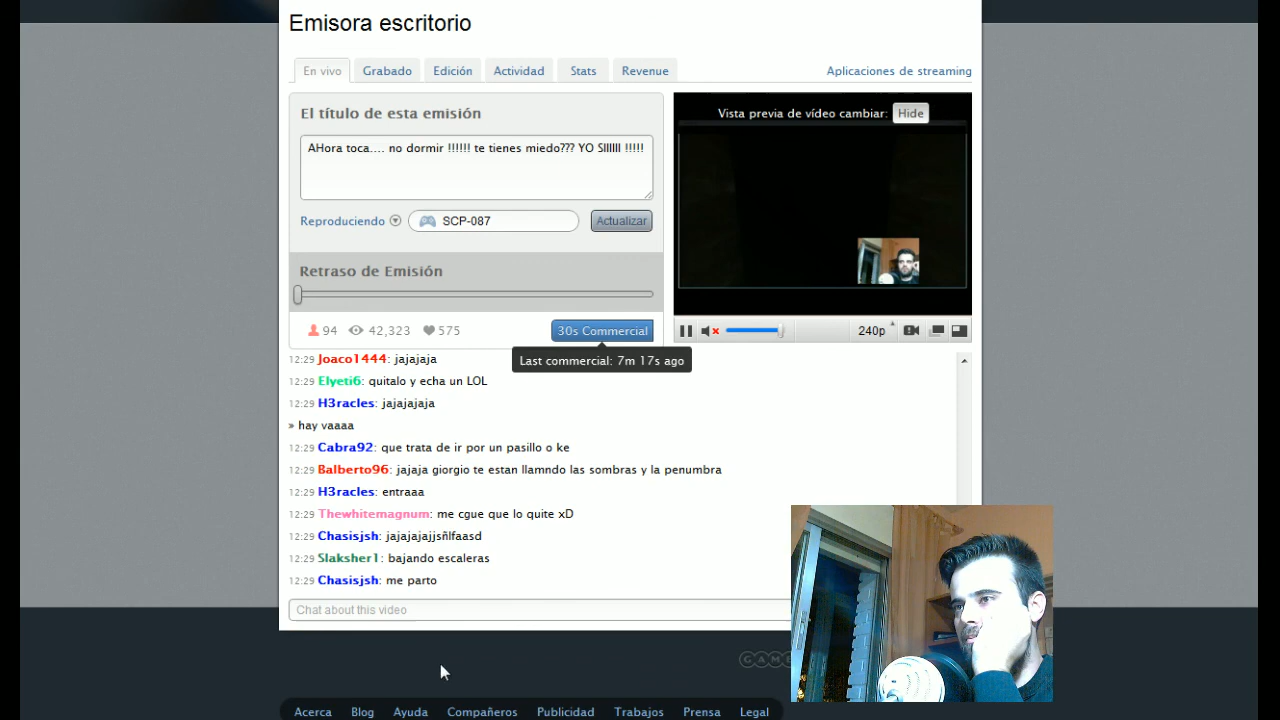 Emisora escritorio
En vivo
Grabado
Edición
Actividad
Stats
Revenue
Aplicaciones de streaming
El título de esta emisión
AHora toca.... no dormir !!!!!! te tienes miedo??? YO SIIIIII !!!!!
Reproduciendo
SCP-087
Actualizar
Retraso de Emisión
94
42,323
575
30s Commercial
Last commercial: 7m 17s ago
Vista previa de vídeo cambiar:
Hide
240p
12:29 Joaco1444: jajajaja
12:29 Elyeti6: quitalo y echa un LOL
12:29 H3racles: jajajajaja
» hay vaaaa
12:29 Cabra92: que trata de ir por un pasillo o ke
12:29 Balberto96: jajaja giorgio te estan llamndo las sombras y la penumbra
12:29 H3racles: entraaa
12:29 Thewhitemagnum: me cgue que lo quite xD
12:29 Chasisjsh: jajajajajjsñlfaasd
12:29 Slaksher1: bajando escaleras
12:29 Chasisjsh: me parto
Chat about this video
Acerca
Blog
Ayuda
Compañeros
Publicidad
Trabajos
Prensa
Legal